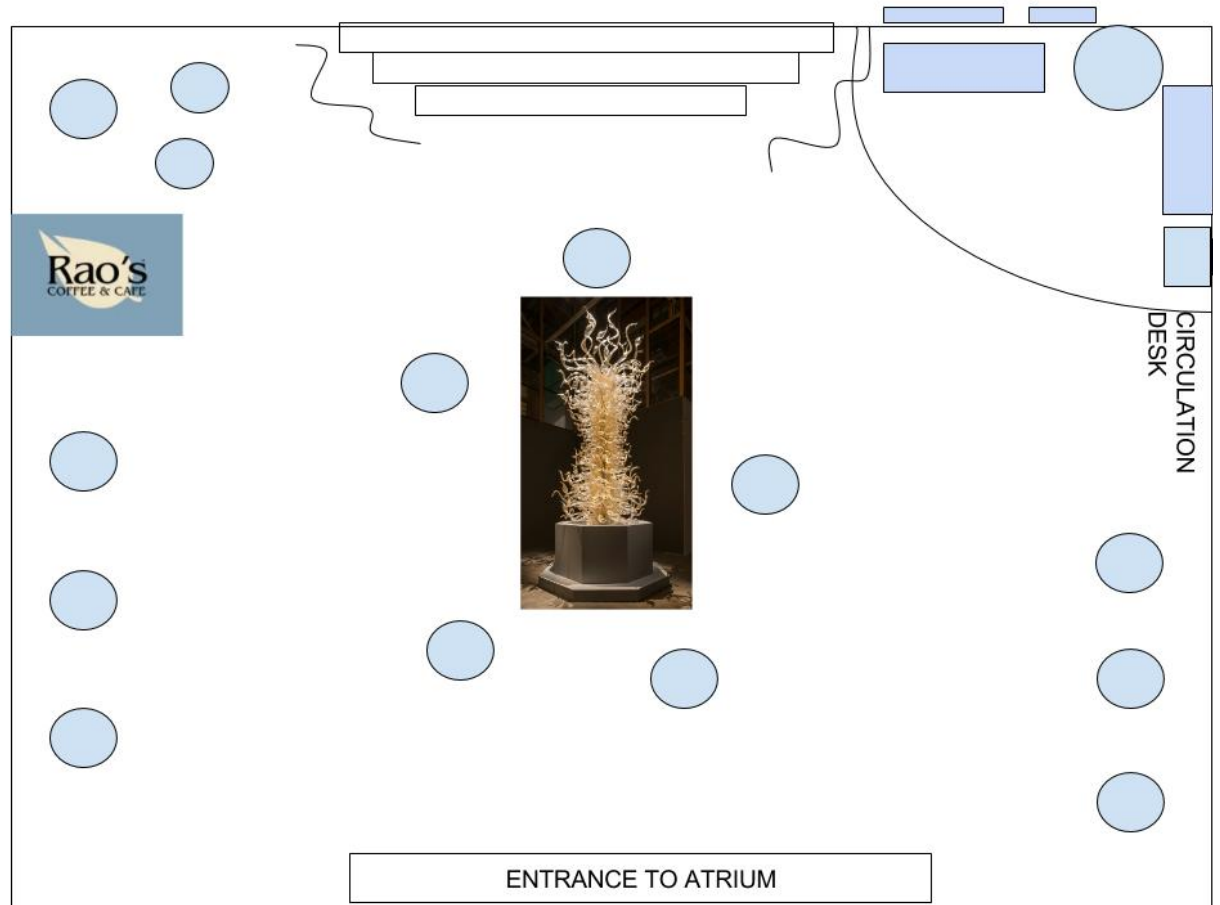 Rao's
COFFEE & CAFE
CIRCULATION
DESK
ENTRANCE TO ATRIUM